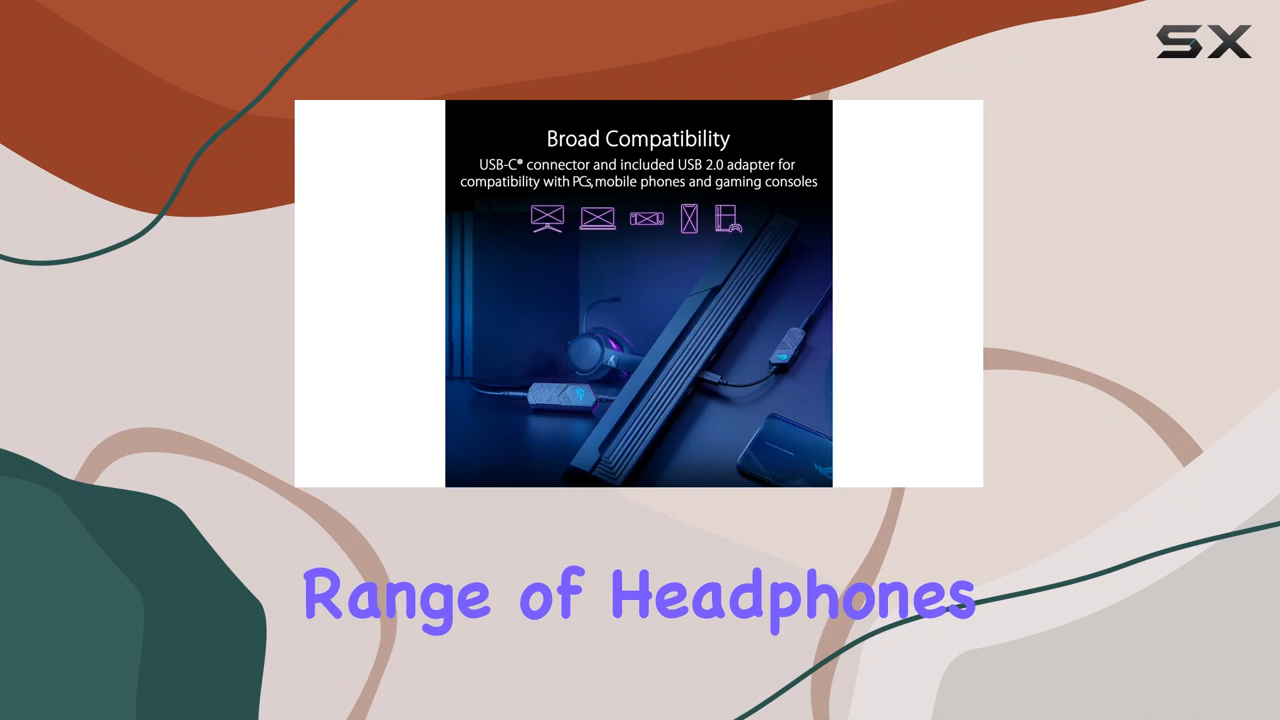 SX
Broad Compatibility
USB-C® connector and included USB 2.0 adapter for
compatibility with PCs, mobile phones and gaming consoles
Range of Headphones